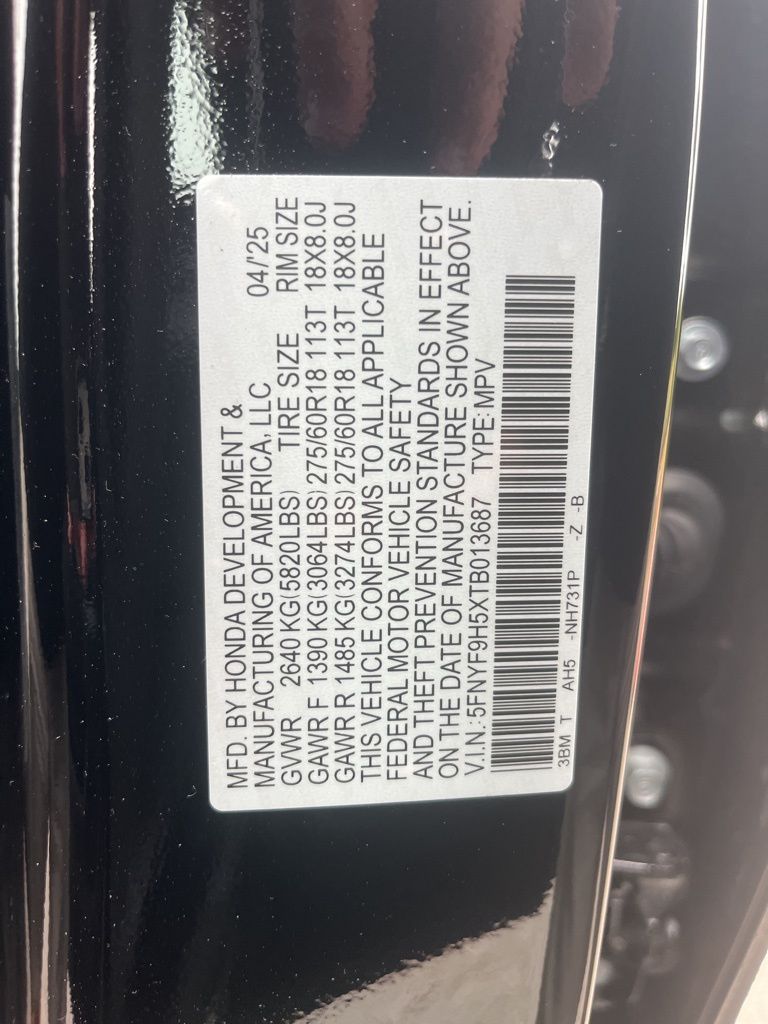 MFD. BY HONDA DEVELOPMENT &
MANUFACTURING OF AMERICA, LLC 04/'25
GVWR 2640 KG(5820LBS) TIRE SIZE RIM SIZE
GAWR F 1390 KG(3064LBS)275/60R18 113T 18X8.0J
GAWR R 1485 KG(3274LBS)275/60R18 113T 18X8.0J
THIS VEHICLE CONFORMS TO ALL APPLICABLE
FEDERAL MOTOR VEHICLE SAFETY
AND THEFT PREVENTION STANDARDS IN EFFECT
ON THE DATE OF MANUFACTURE SHOWN ABOVE.
V.I.N.: 5FNYF9H5XTB013687 TYPE: MPV
3BM T AH5 -NH731P -Z -B